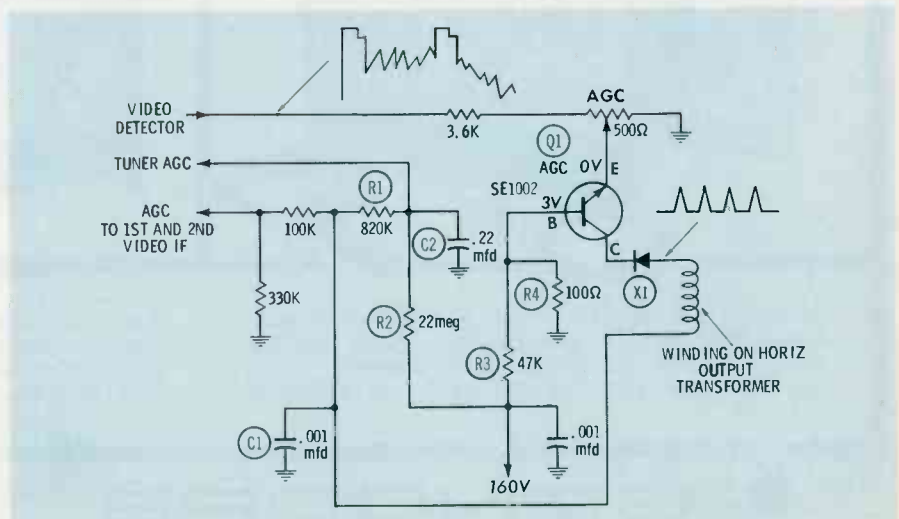 VIDEO
DETECTOR
3.6K
AGC
500Ω
TUNER AGC
Q1
AGC
0V
E
SE1002
3V
B
C
AGC
TO 1ST AND 2ND
VIDEO IF
100K
R1
820K
C2
.22
mfd
330K
R2
22meg
R4
100Ω
X1
R3
47K
WINDING ON HORIZ
OUTPUT
TRANSFORMER
C1
.001
mfd
.001
mfd
160V